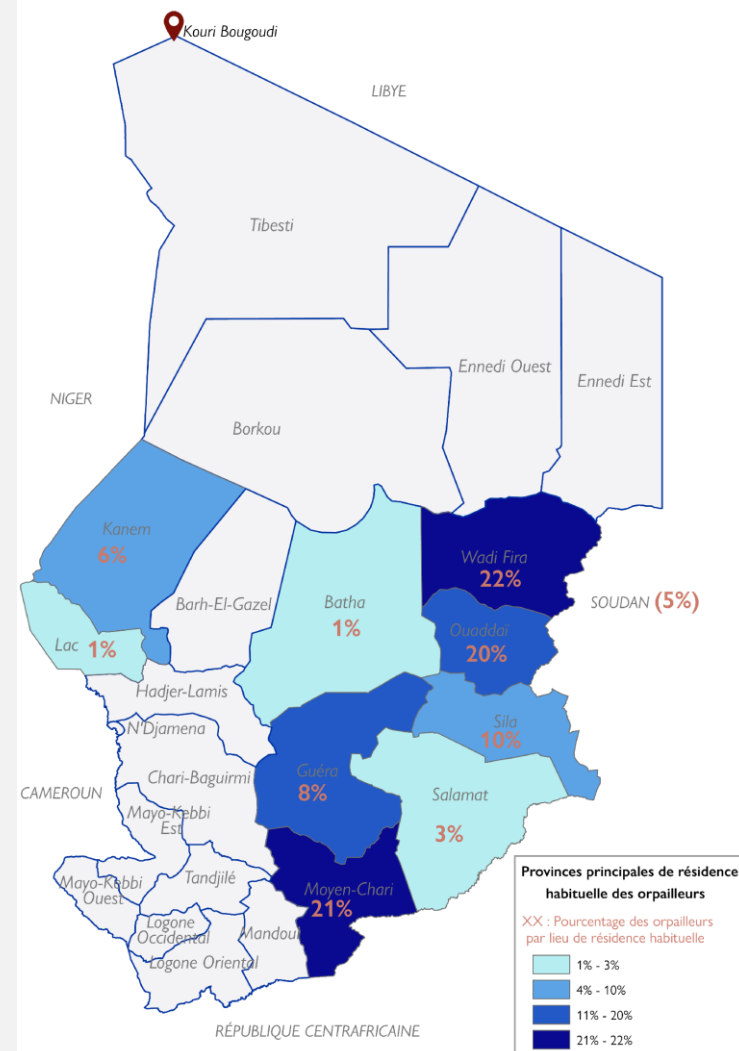 Kouri Bougoudi
LIBYE
Tibesti
Ennedi Ouest
Ennedi Est
NIGER
Borkou
Kanem
6%
Wadi Fira
22%
Barh-El-Gazel
Batha
1%
SOUDAN (5%)
Ouaddaï
20%
Lac 1%
Hadjer-Lamis
N'Djamena
Sila
10%
Chari-Baguirmi
Guéra
8%
CAMEROUN
Salamat
3%
Mayo-Kebbi
Est
Mayo-Kebbi
Ouest
Tandjilé
Moyen-Chari
21%
Logone
Occidental
Mandoul
Logone Oriental
RÉPUBLIQUE CENTRAFRICAINE
Provinces principales de résidence
habituelle des orpailleurs
XX : Pourcentage des orpailleurs
par lieu de résidence habituelle
1% - 3%
4% - 10%
11% - 20%
21% - 22%